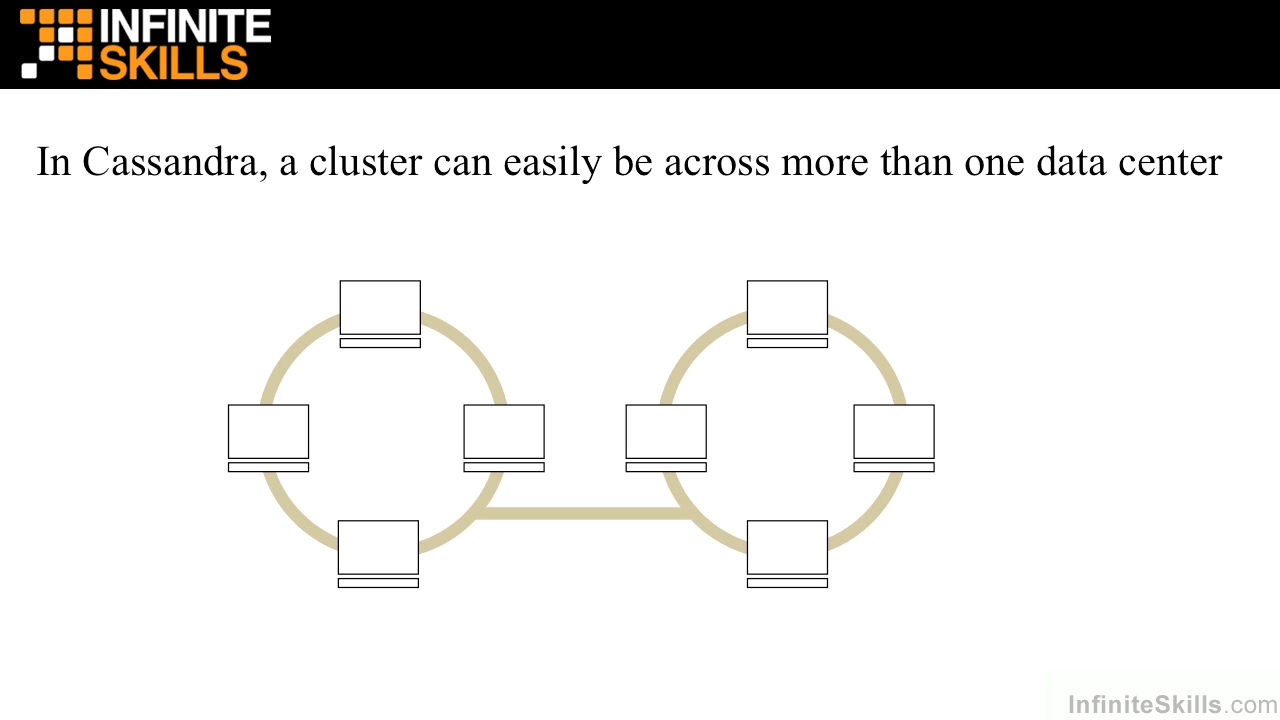 INFINITE
SKILLS
In Cassandra, a cluster can easily be across more than one data center
InfiniteSkills.com